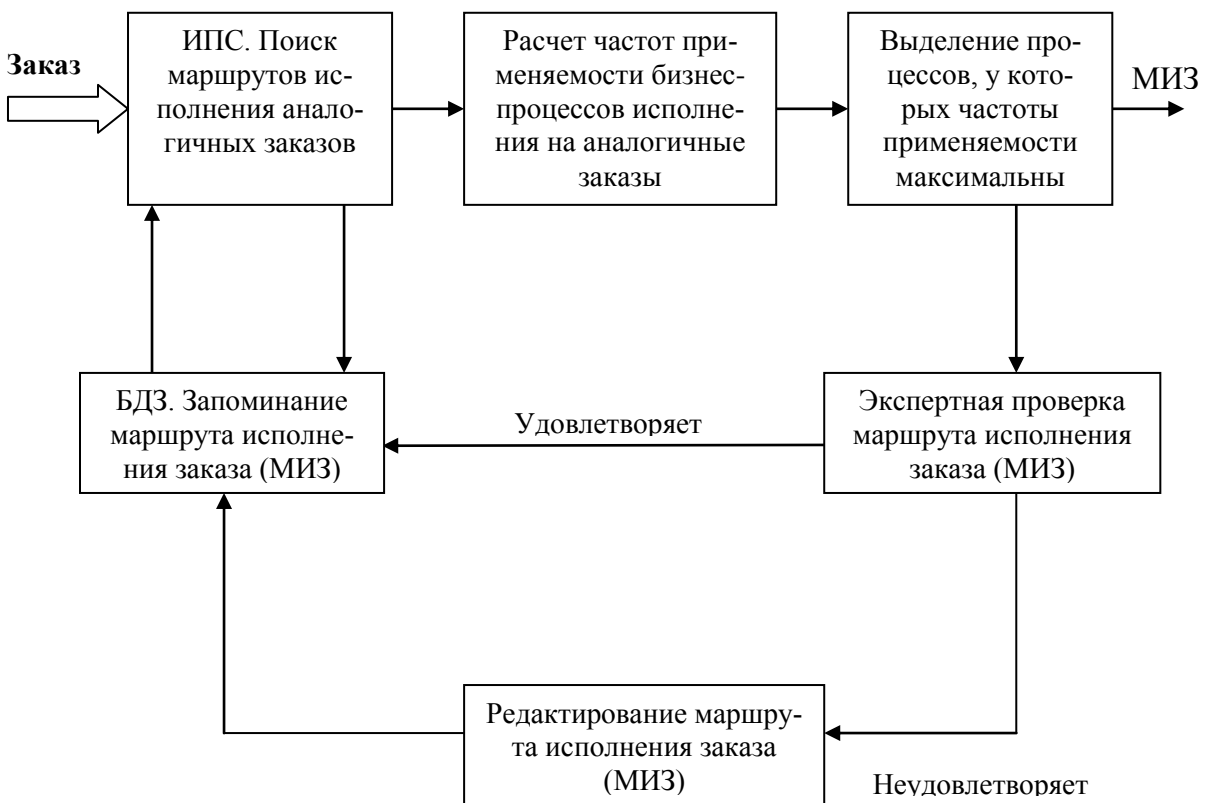 Заказ
ИПС. Поиск
маршрутов ис-
полнения анало-
гичных заказов
Расчет частот при-
меняемости бизнес-
процессов исполне-
ния на аналогичные
заказы
Выделение про-
цессов, у кото-
рых частоты
применяемости
максимальны
МИЗ
БДЗ. Запоминание
маршрута исполне-
ния заказа (МИЗ)
Удовлетворяет
Экспертная проверка
маршрута исполнения
заказа (МИЗ)
Редактирование маршру-
та исполнения заказа
(МИЗ)
Неудовлетворяет